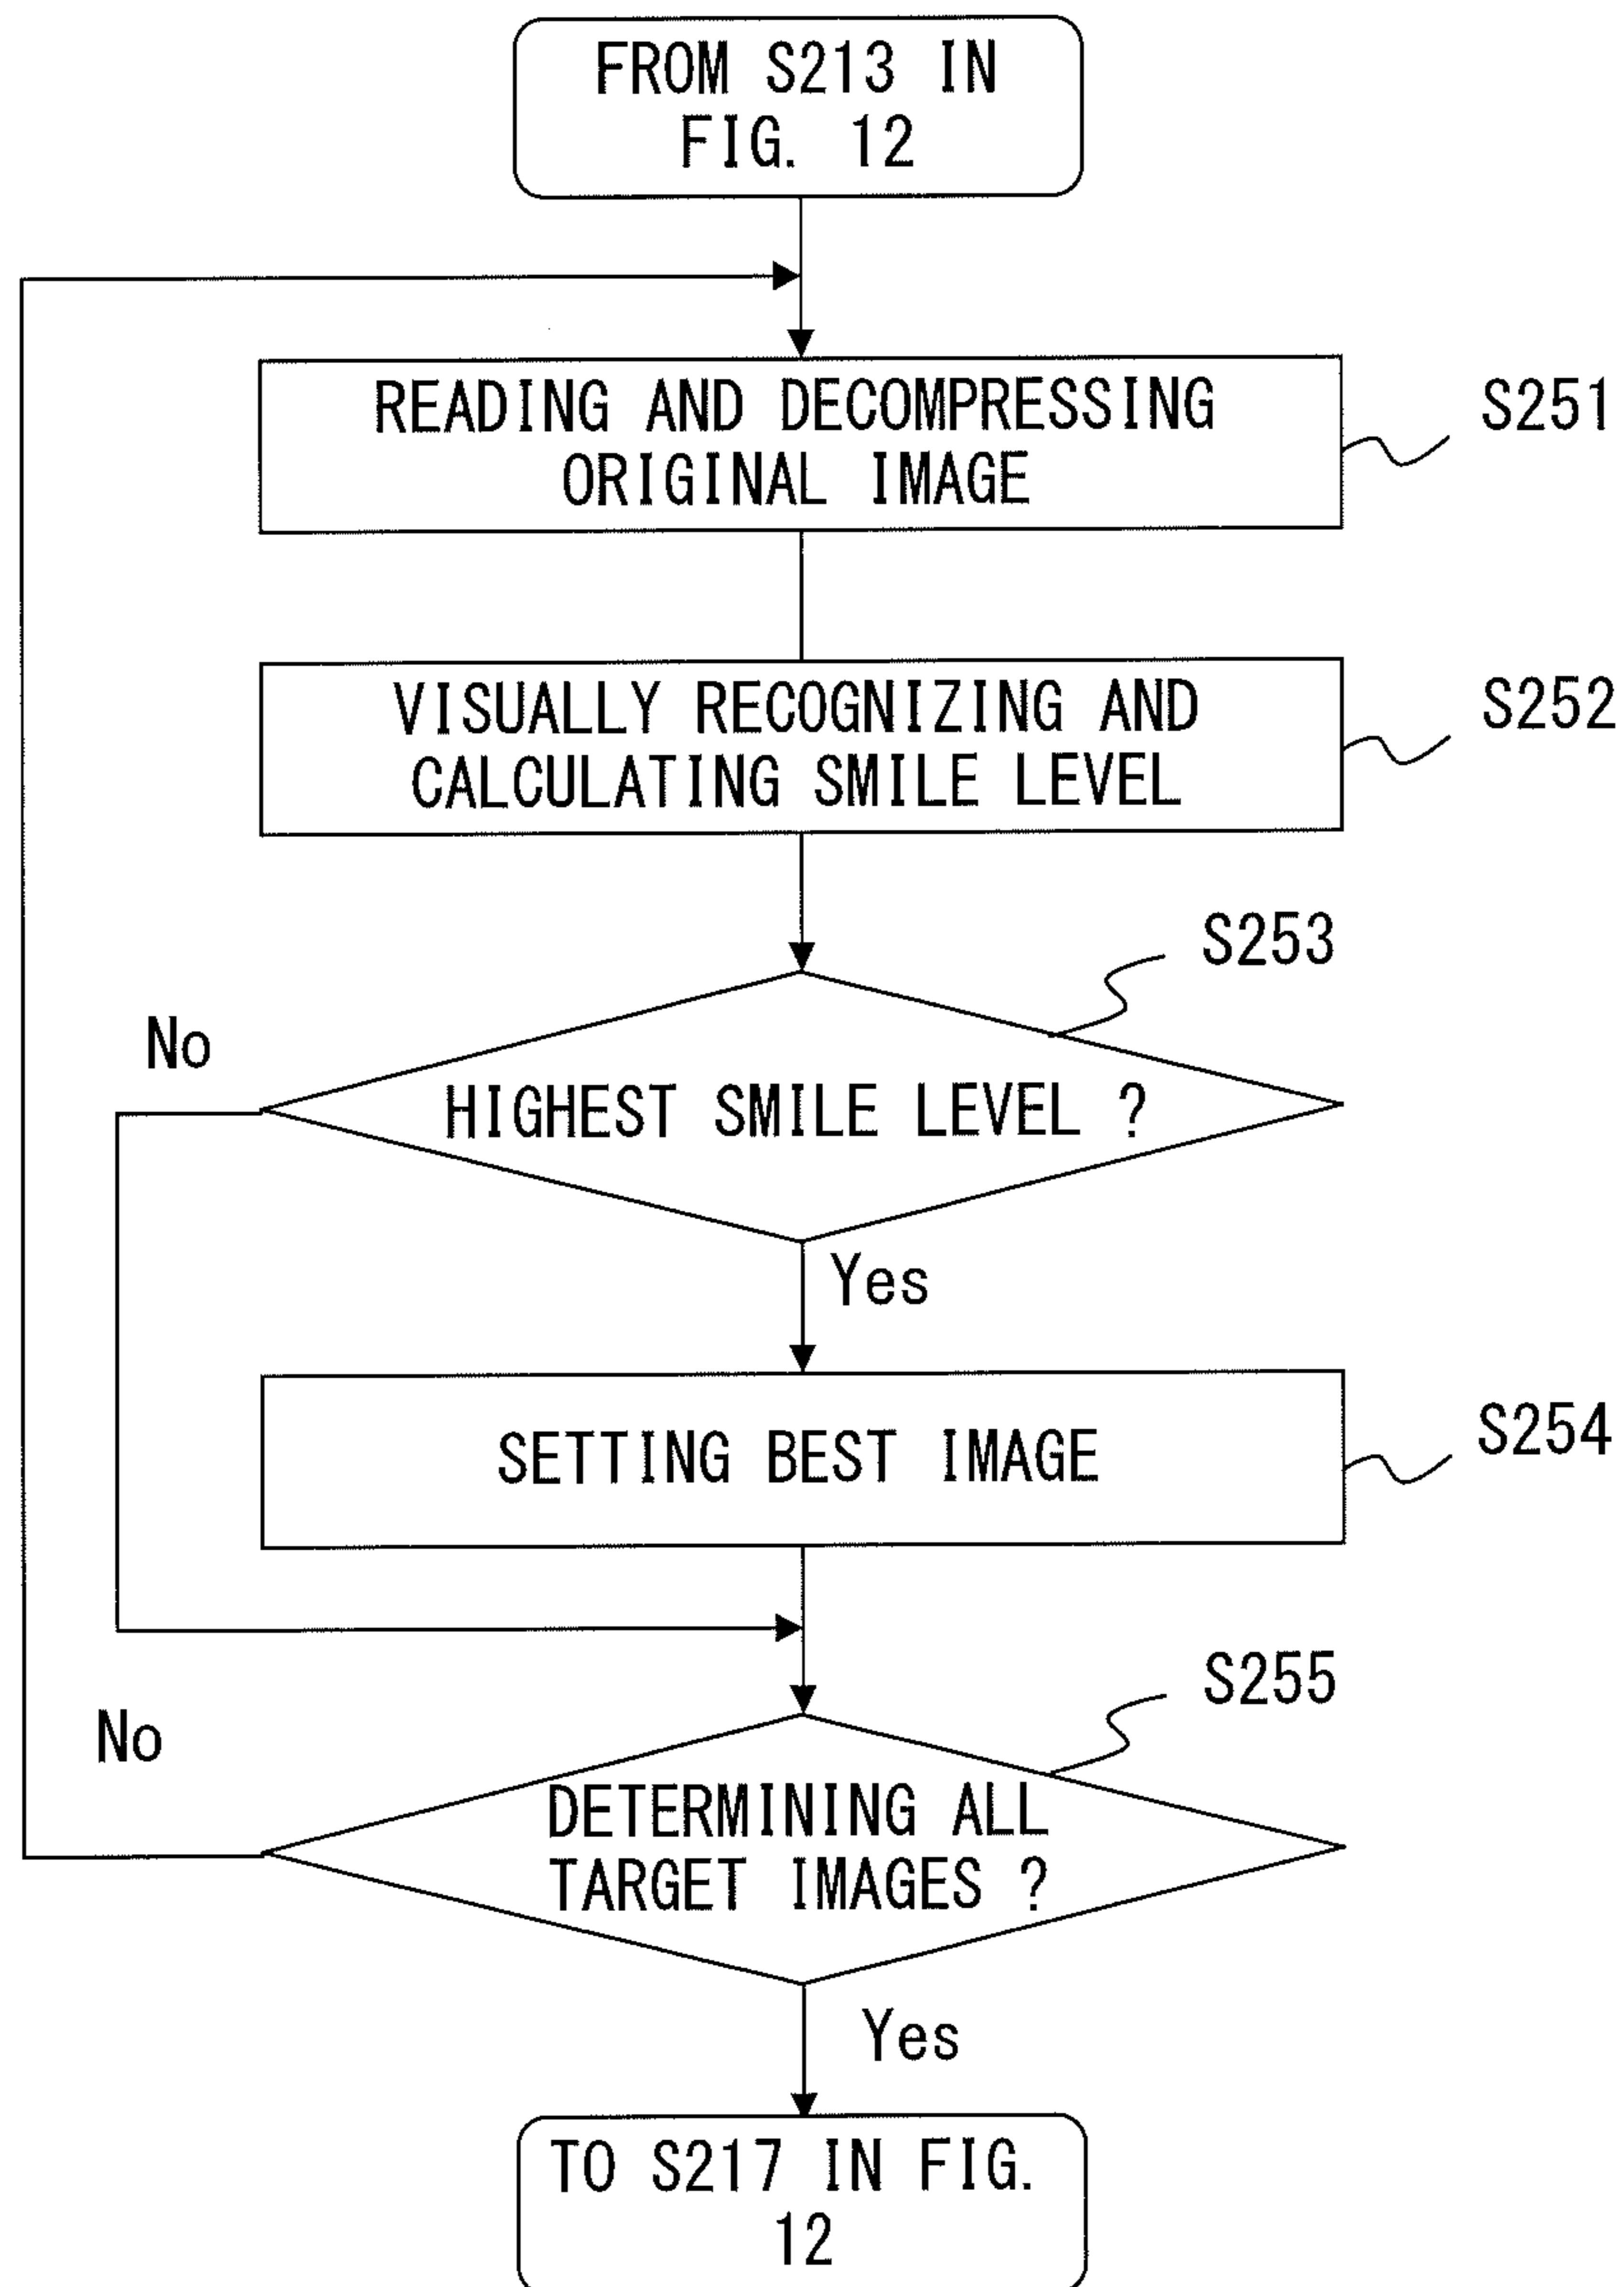 FROM S213 IN
FIG. 12
READING AND DECOMPRESSING
ORIGINAL IMAGE
S251
VISUALLY RECOGNIZING AND
CALCULATING SMILE LEVEL
S252
S253
No
HIGHEST SMILE LEVEL ?
Yes
SETTING BEST IMAGE
S254
S255
No
DETERMINING ALL
TARGET IMAGES ?
Yes
TO S217 IN FIG.
12